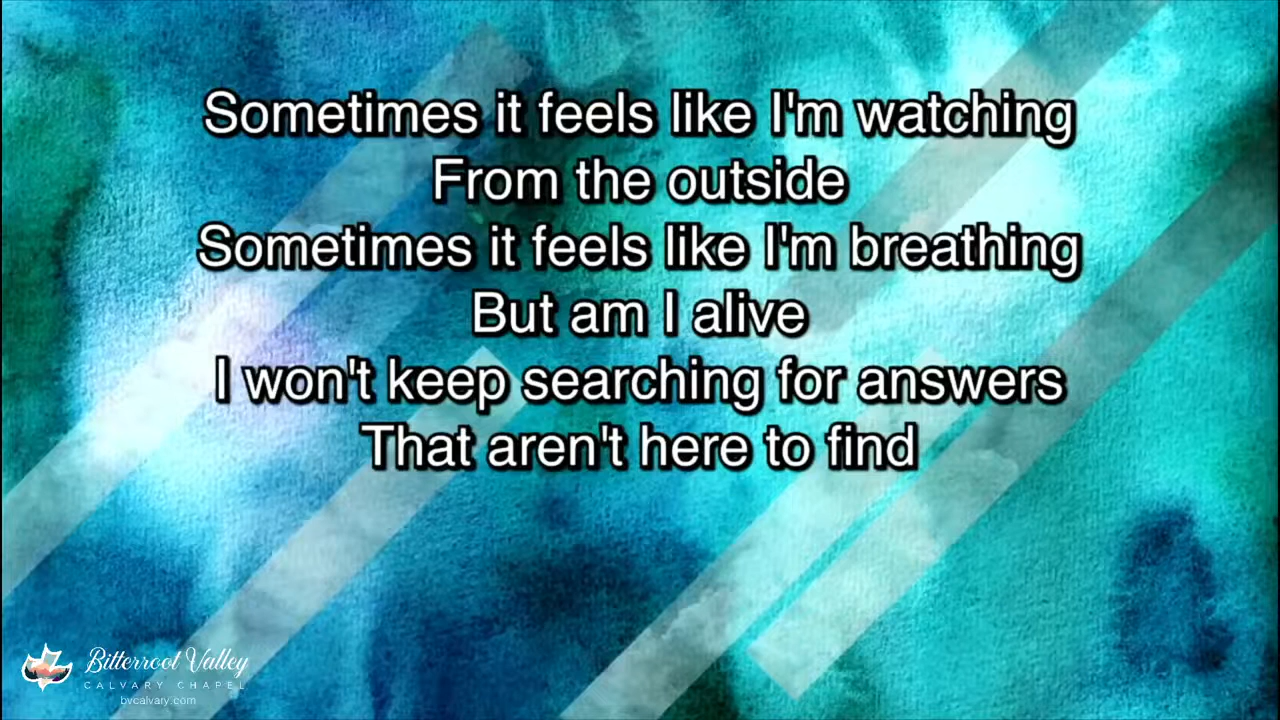 Sometimes it feels like I'm watching
From the outside
Sometimes it feels like I'm breathing
But am I alive
I won't keep searching for answers
That aren't here to find
Bitterroot Valley
CALVARY CHAPEL
bvcalvary.com